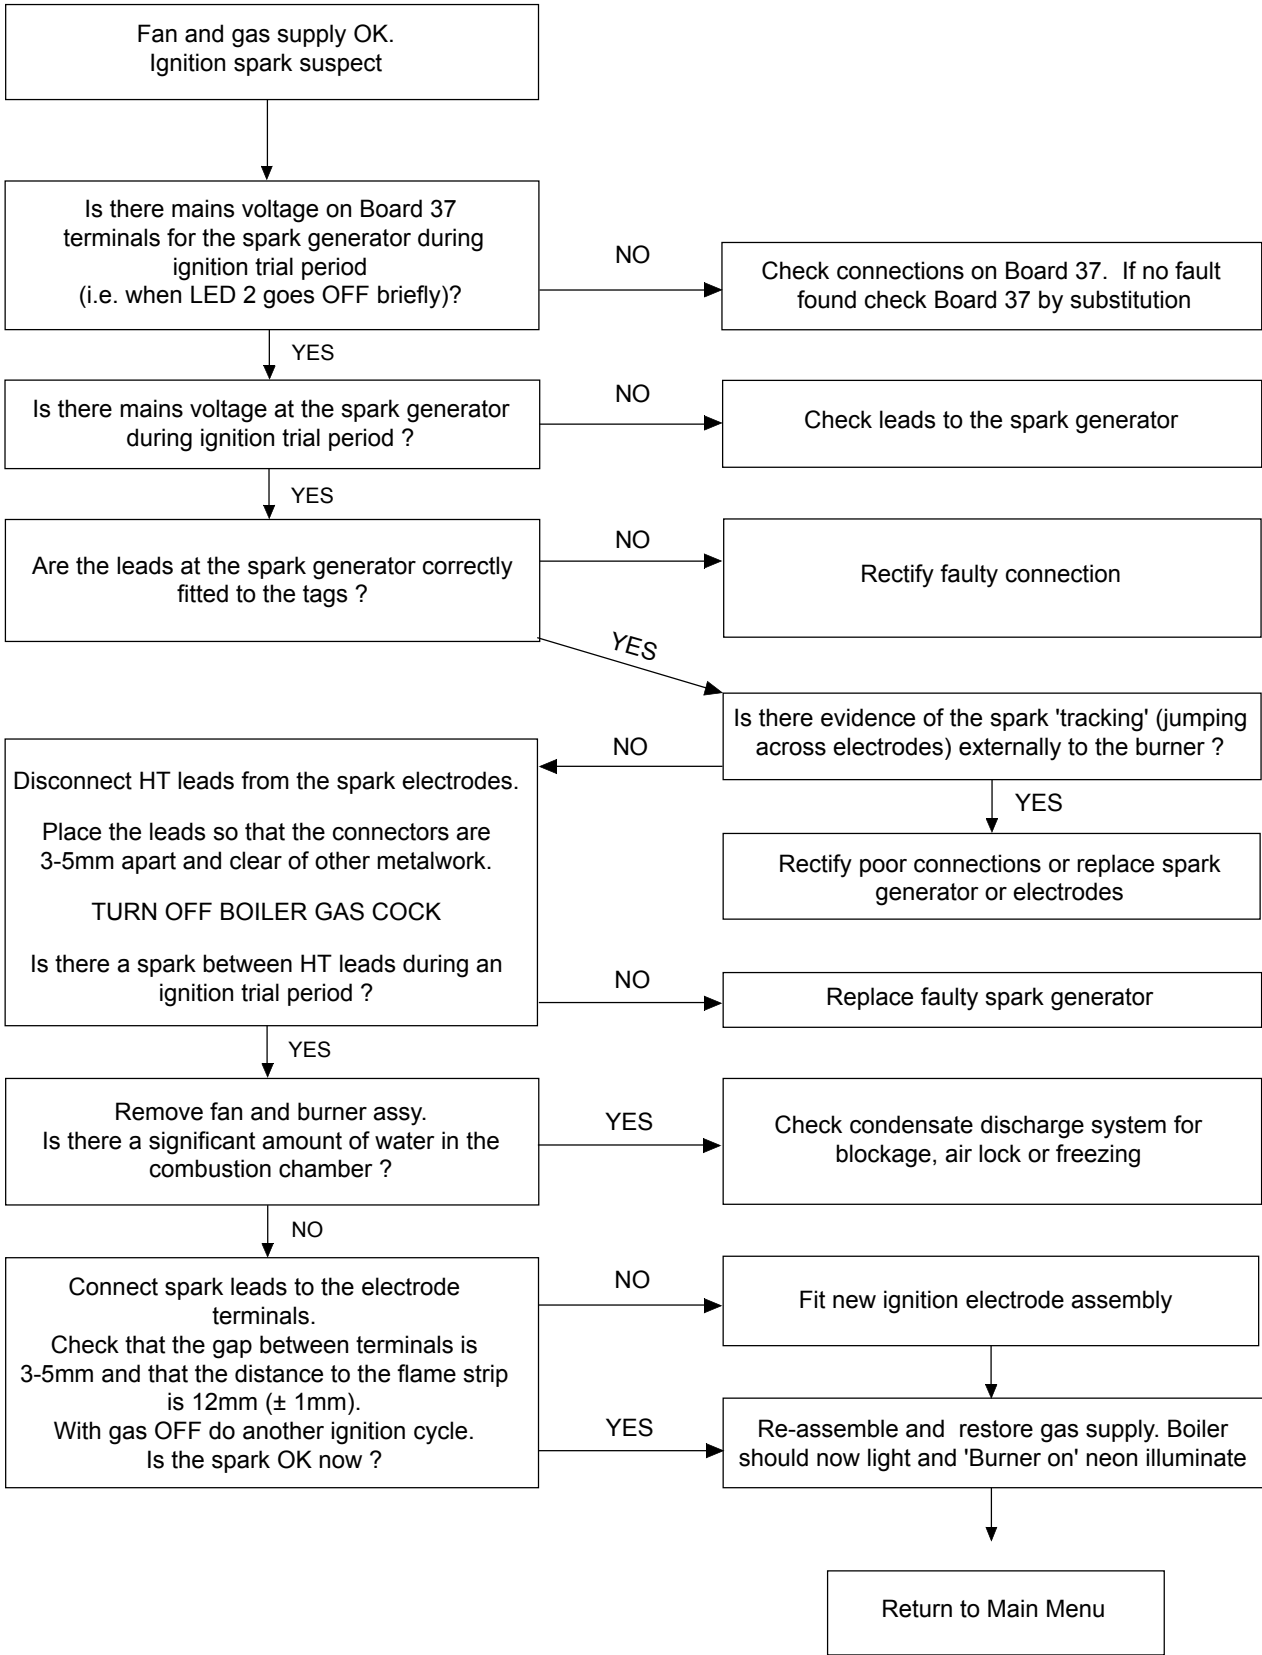 Fan and gas supply OK.
Ignition spark suspect
Is there mains voltage on Board 37
terminals for the spark generator during
ignition trial period
(i.e. when LED 2 goes OFF briefly)?
NO
Check connections on Board 37.  If no fault
found check Board 37 by substitution
YES
Is there mains voltage at the spark generator
during ignition trial period ?
NO
Check leads to the spark generator
YES
Are the leads at the spark generator correctly
fitted to the tags ?
NO
Rectify faulty connection
YES
Is there evidence of the spark 'tracking' (jumping
across electrodes) externally to the burner ?
NO
YES
Rectify poor connections or replace spark
generator or electrodes
Disconnect HT leads from the spark electrodes.
Place the leads so that the connectors are
3-5mm apart and clear of other metalwork.
TURN OFF BOILER GAS COCK
Is there a spark between HT leads during an
ignition trial period ?
NO
Replace faulty spark generator
YES
Remove fan and burner assy.
Is there a significant amount of water in the
combustion chamber ?
YES
Check condensate discharge system for
blockage, air lock or freezing
NO
Connect spark leads to the electrode
terminals.
Check that the gap between terminals is
3-5mm and that the distance to the flame strip
is 12mm (± 1mm).
With gas OFF do another ignition cycle.
Is the spark OK now ?
NO
Fit new ignition electrode assembly
YES
Re-assemble and  restore gas supply. Boiler
should now light and 'Burner on' neon illuminate
Return to Main Menu